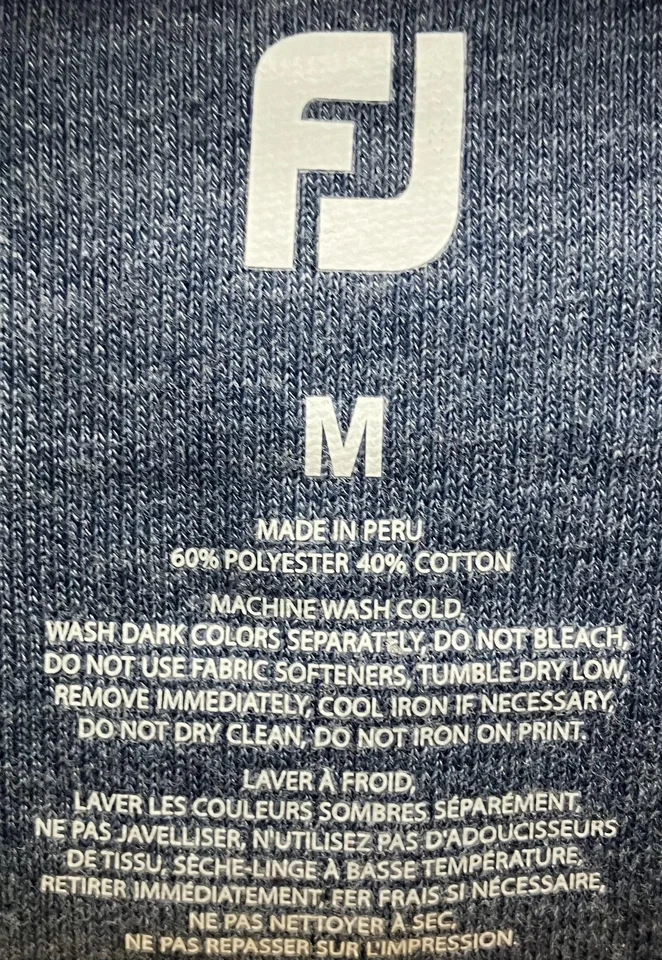 FJ
M
MADE IN PERU
60% POLYESTER 40% COTTON
MACHINE WASH COLD,
WASH DARK COLORS SEPARATELY, DO NOT BLEACH,
DO NOT USE FABRIC SOFTENERS, TUMBLE DRY LOW,
REMOVE IMMEDIATELY, COOL IRON IF NECESSARY,
DO NOT DRY CLEAN, DO NOT IRON ON PRINT.
LAVER À FROID,
LAVER LES COULEURS SOMBRES SÉPARÉMENT,
NE PAS JAVELLISER, N'UTILISEZ PAS D'ADOUCISSEURS
DE TISSU, SÈCHE-LINGE À BASSE TEMPÉRATURE,
RETIRER IMMÉDIATEMENT, FER FRAIS SI NÉCESSAIRE,
NE PAS NETTOYER À SEC,
NE PAS REPASSER SUR L'IMPRESSION.